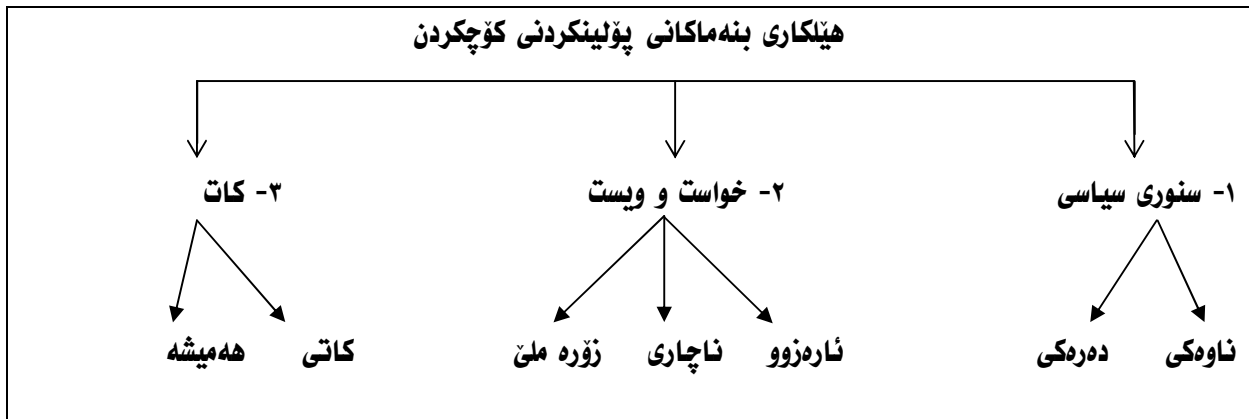 هێلکاری بنەماکانی پۆلینکردنی کۆچکردن
١- سنوری سیاسی ٢- خواست و ویست ٣- کات
ناوەکی دەرەکی ئارەزوو ناچاری زۆرە ملێ کاتی هەمیشە